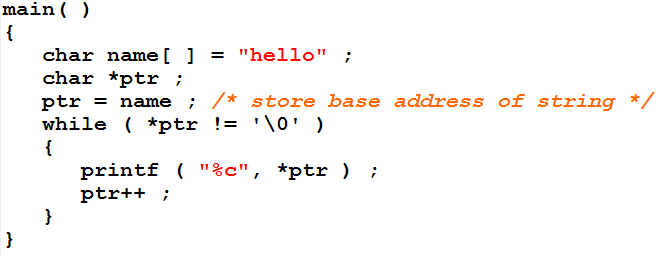 main( )
{
char name[ ] = "hello" ;
char *ptr ;
ptr = name ; /* store base address of string */
while ( *ptr != '\0' )
{
printf ( "%c", *ptr ) ;
ptr++ ;
}
}